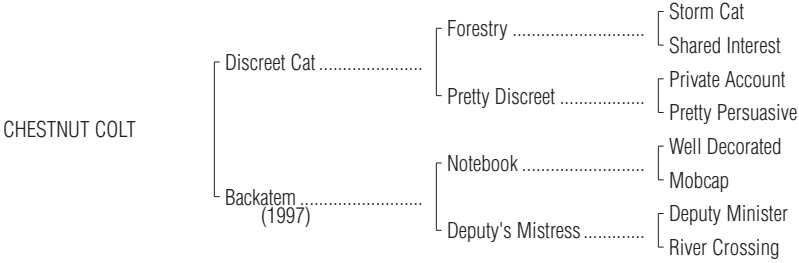 Storm Cat
Forestry ............................
Shared Interest
Discreet Cat ......................
Private Account
Pretty Discreet ..................
Pretty Persuasive
CHESTNUT COLT
Well Decorated
Notebook ..........................
Mobcap
Backatem ..........................
(1997)
Deputy Minister
Deputy's Mistress .............
River Crossing